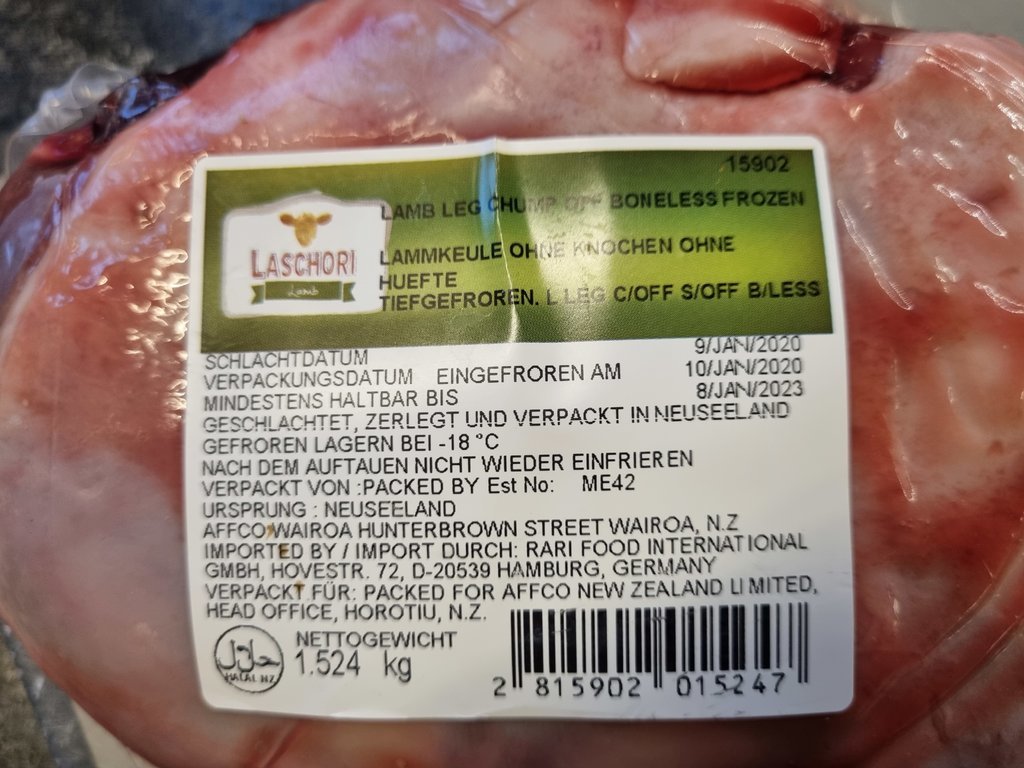 15902
LAMB LEG CHUMP OFF BONELESS FROZEN
LASCHORI
Lamb
LAMMKEULE OHNE KNOCHEN OHNE
HUEFTE
TIEFGEFROREN. L LEG C/OFF S/OFF B/LESS
SCHLACHTDATUM 9/JAN/2020
VERPACKUNGSDATUM EINGEFROREN AM 10/JAN/2020
MINDESTENS HALTBAR BIS 8/JAN/2023
GESCHLACHTET, ZERLEGT UND VERPACKT IN NEUSEELAND
GEFROREN LAGERN BEI -18 °C
NACH DEM AUFTAUEN NICHT WIEDER EINFRIEREN
VERPACKT VON :PACKED BY Est No: ME42
URSPRUNG : NEUSEELAND
AFFCO WAIROA HUNTERBROWN STREET WAIROA, N.Z
IMPORTED BY / IMPORT DURCH: RARI FOOD INTERNATIONAL
GMBH, HOVESTR. 72, D-20539 HAMBURG, GERMANY
VERPACKT FÜR: PACKED FOR AFFCO NEW ZEALAND LIMITED,
HEAD OFFICE, HOROTIU, N.Z.
حلال
HALAL NZ
NETTOGEWICHT
1.524 kg
2 815902 015247